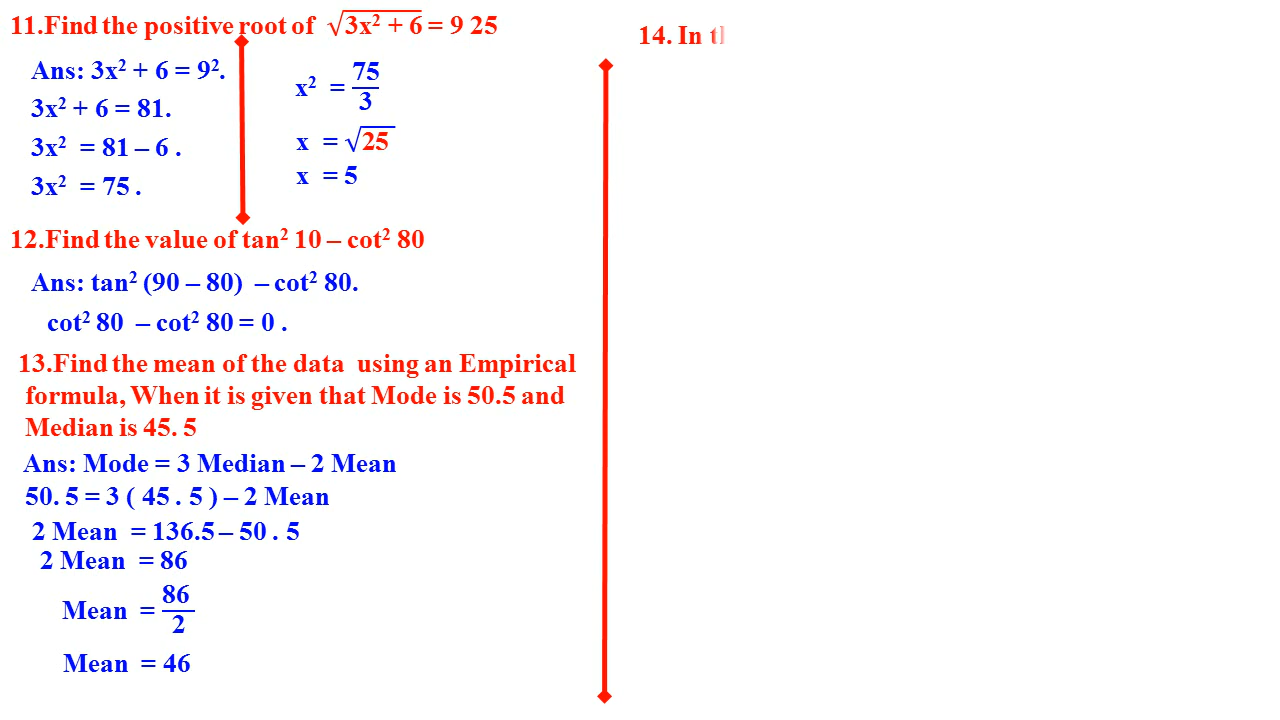 11.Find the positive root of √3x² + 6 = 9 25
Ans: 3x² + 6 = 9².
3x² + 6 = 81.
3x² = 81 – 6 .
3x² = 75 .
x² = 75/3
x = √25
x = 5
12.Find the value of tan² 10 – cot² 80
Ans: tan² (90 – 80) – cot² 80.
cot² 80 – cot² 80 = 0 .
13.Find the mean of the data using an Empirical
formula, When it is given that Mode is 50.5 and
Median is 45. 5
Ans: Mode = 3 Median – 2 Mean
50. 5 = 3 ( 45 . 5 ) – 2 Mean
2 Mean = 136.5 – 50 . 5
2 Mean = 86
Mean = 86/2
Mean = 46
14. In